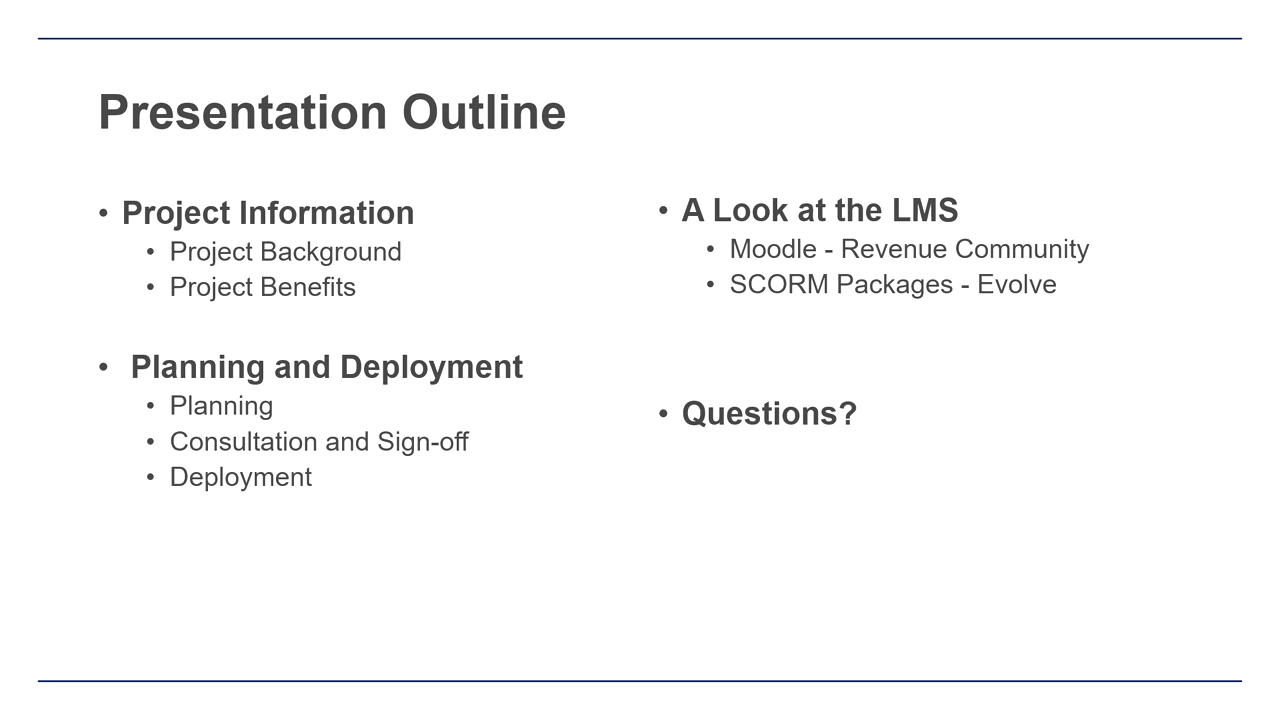 Presentation Outline
• Project Information
• Project Background
• Project Benefits
• Planning and Deployment
• Planning
• Consultation and Sign-off
• Deployment
• A Look at the LMS
• Moodle - Revenue Community
• SCORM Packages - Evolve
• Questions?